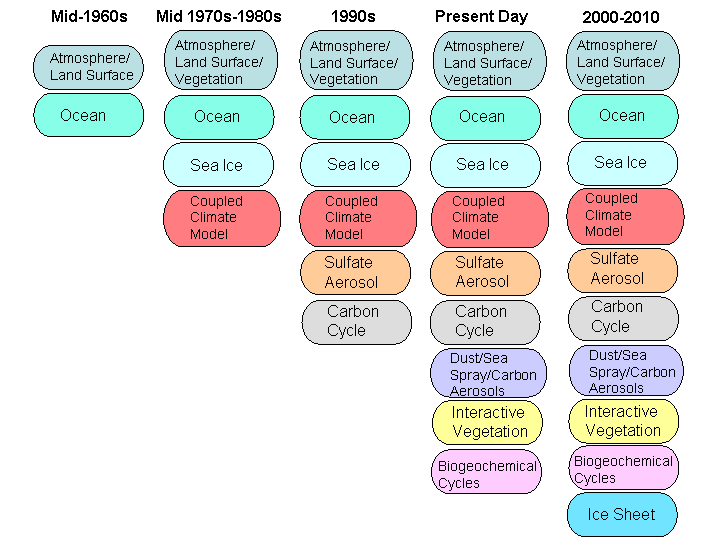 Mid-1960s
Atmosphere/
Land Surface
Ocean
Mid 1970s-1980s
Atmosphere/
Land Surface/
Vegetation
Ocean
Sea Ice
Coupled
Climate
Model
1990s
Atmosphere/
Land Surface/
Vegetation
Ocean
Sea Ice
Coupled
Climate
Model
Sulfate
Aerosol
Carbon
Cycle
Present Day
Atmosphere/
Land Surface/
Vegetation
Ocean
Sea Ice
Coupled
Climate
Model
Sulfate
Aerosol
Carbon
Cycle
Dust/Sea
Spray/Carbon
Aerosols
Interactive
Vegetation
Biogeochemical
Cycles
2000-2010
Atmosphere/
Land Surface/
Vegetation
Ocean
Sea Ice
Coupled
Climate
Model
Sulfate
Aerosol
Carbon
Cycle
Dust/Sea
Spray/Carbon
Aerosols
Interactive
Vegetation
Biogeochemical
Cycles
Ice Sheet